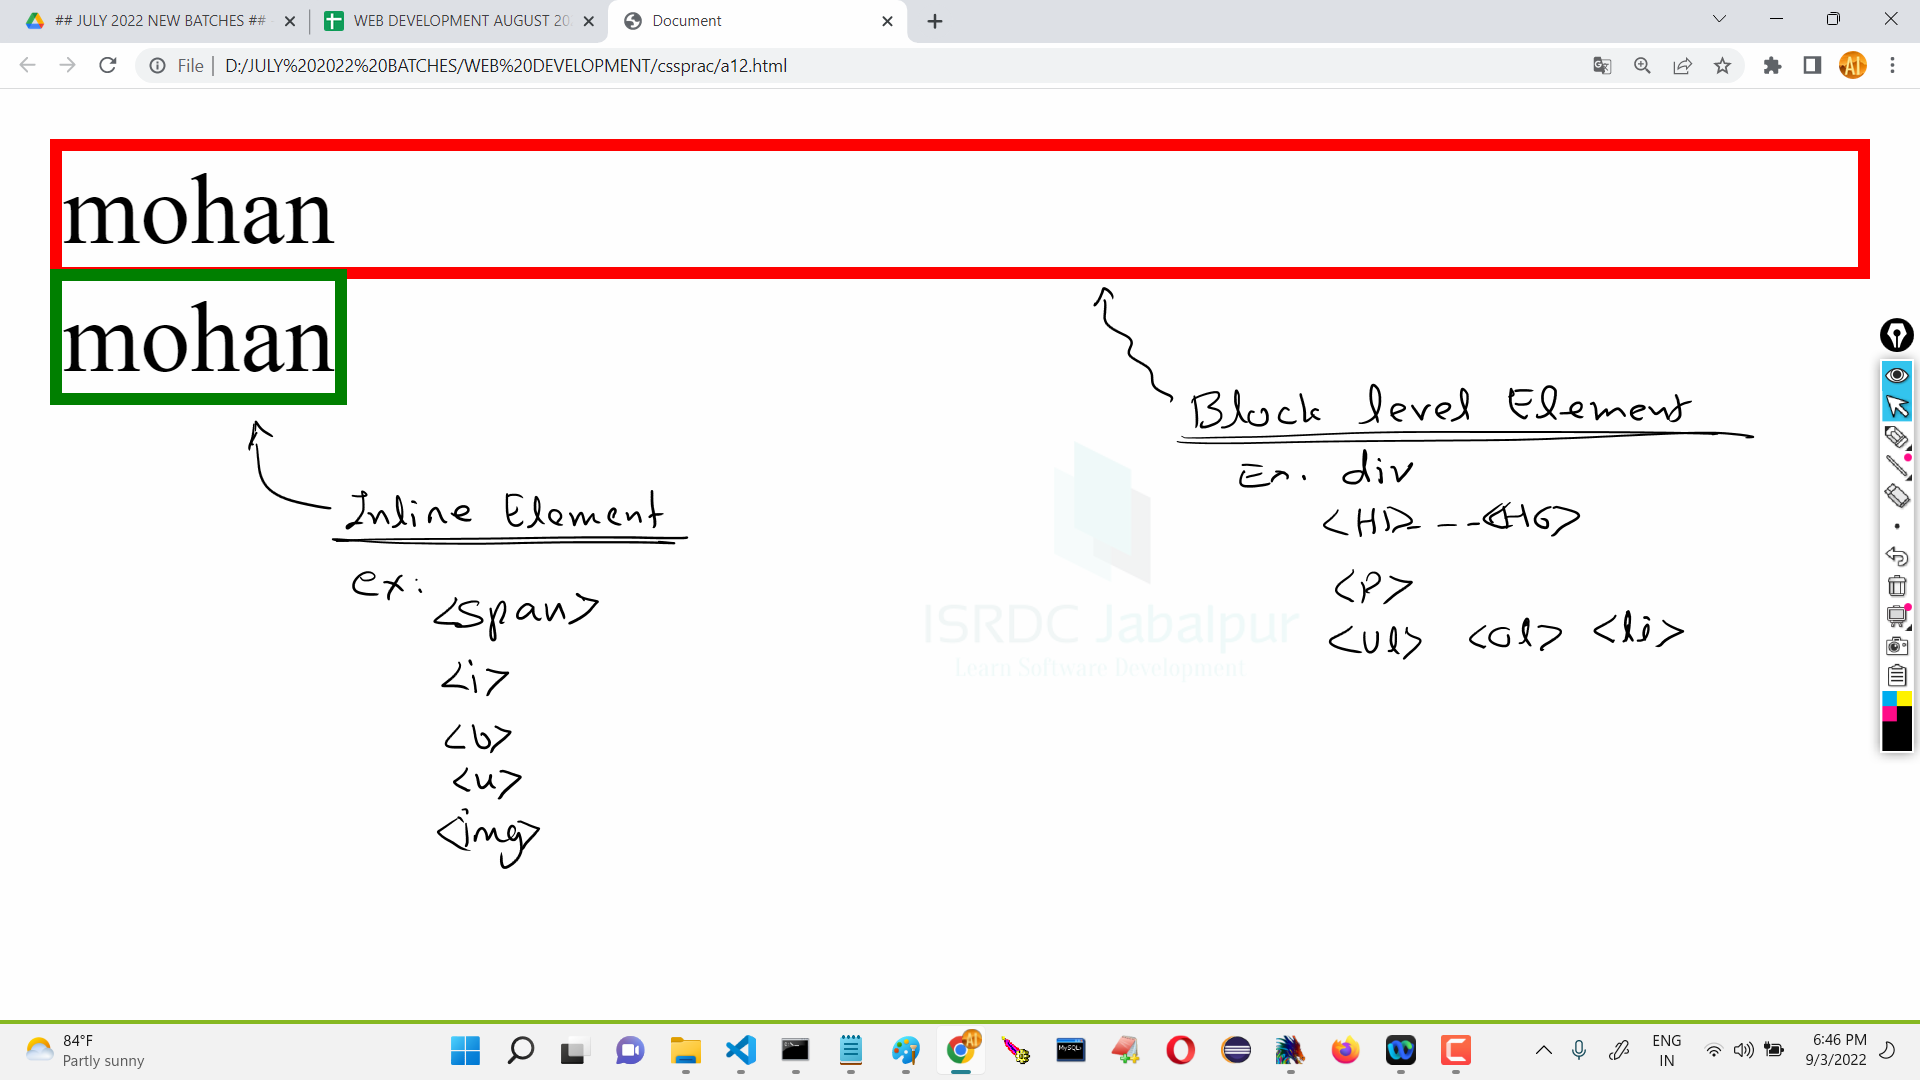 ## JULY 2022 NEW BATCHES ##
WEB DEVELOPMENT AUGUST 20
Document
File
D:/JULY%202022%20BATCHES/WEB%20DEVELOPMENT/cssprac/a12.html
mohan
mohan
Block level Element
Ex. div
<H1> - - <H6>
<P>
<Ul> <ol> <li>
Inline Element
ex:
<span>
<i>
<b>
<u>
<img>
ISRDC Jabalpur
Learn Software Development
84°F
Partly sunny
MySQL
ENG
IN
6:46 PM
9/3/2022